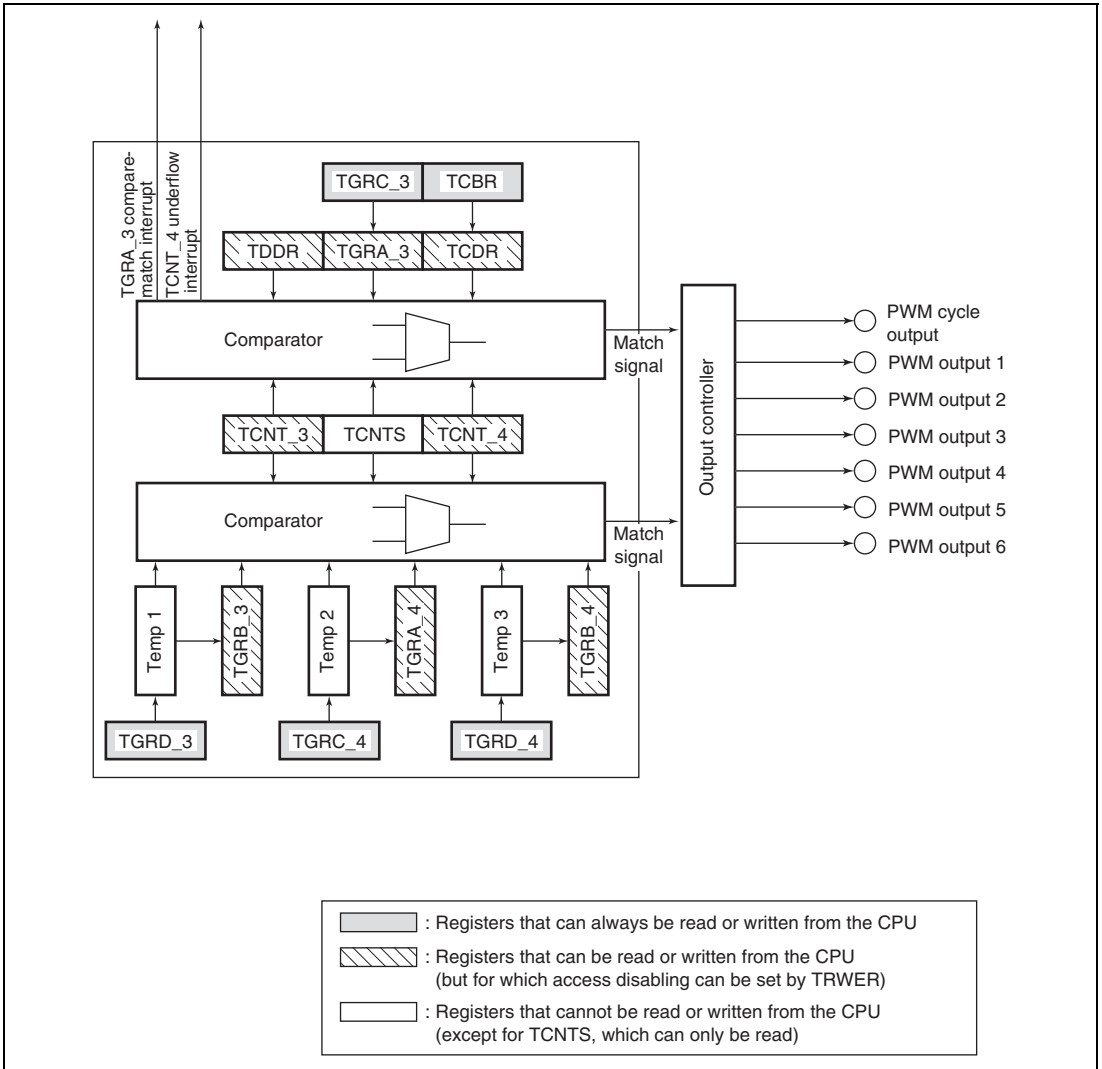 TGRA_3 compare-
match interrupt
TCNT_4 underflow
interrupt
TGRC_3 TCBR
TDDR TGRA_3 TCDR
Comparator
Match
signal
TCNT_3 TCNTS TCNT_4
Comparator
Match
signal
Temp 1
TGRB_3
Temp 2
TGRA_4
Temp 3
TGRB_4
TGRD_3 TGRC_4 TGRD_4
Output controller
PWM cycle
output
PWM output 1
PWM output 2
PWM output 3
PWM output 4
PWM output 5
PWM output 6
: Registers that can always be read or written from the CPU
: Registers that can be read or written from the CPU
(but for which access disabling can be set by TRWER)
: Registers that cannot be read or written from the CPU
(except for TCNTS, which can only be read)